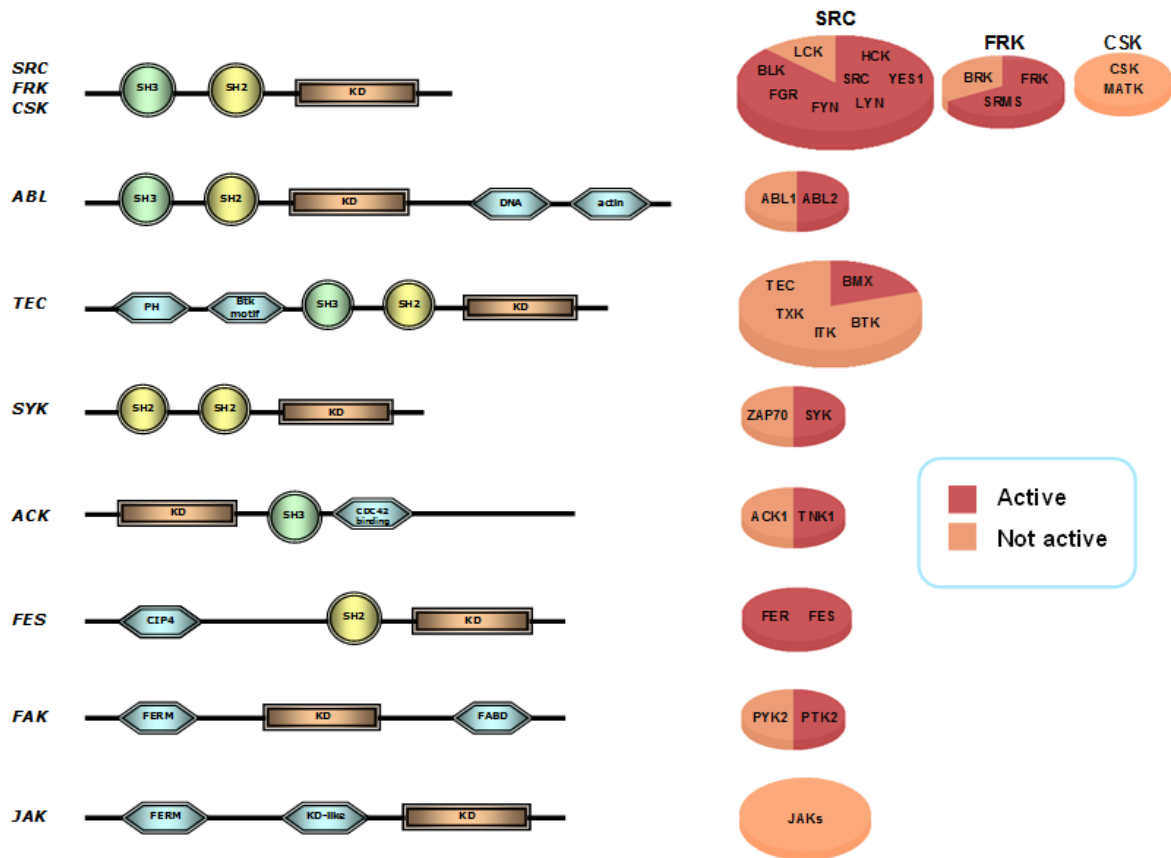 SRC
FRK
CSK
SH3
SH2
KD
SRC
LCK
HCK
BLK
SRC
YES1
FGR
FYN
LYN
FRK
BRK
FRK
SRMS
CSK
CSK
MATK
ABL
SH3
SH2
KD
DNA
actin
ABL1
ABL2
TEC
PH
Btk
motif
SH3
SH2
KD
TEC
BMX
TXK
ITK
BTK
SYK
SH2
SH2
KD
ZAP70
SYK
ACK
KD
SH3
CDC42
binding
ACK1
TNK1
Active
Not active
FES
CIP4
SH2
KD
FER
FES
FAK
FERM
KD
FABD
PYK2
PTK2
JAK
FERM
KD-like
KD
JAKs